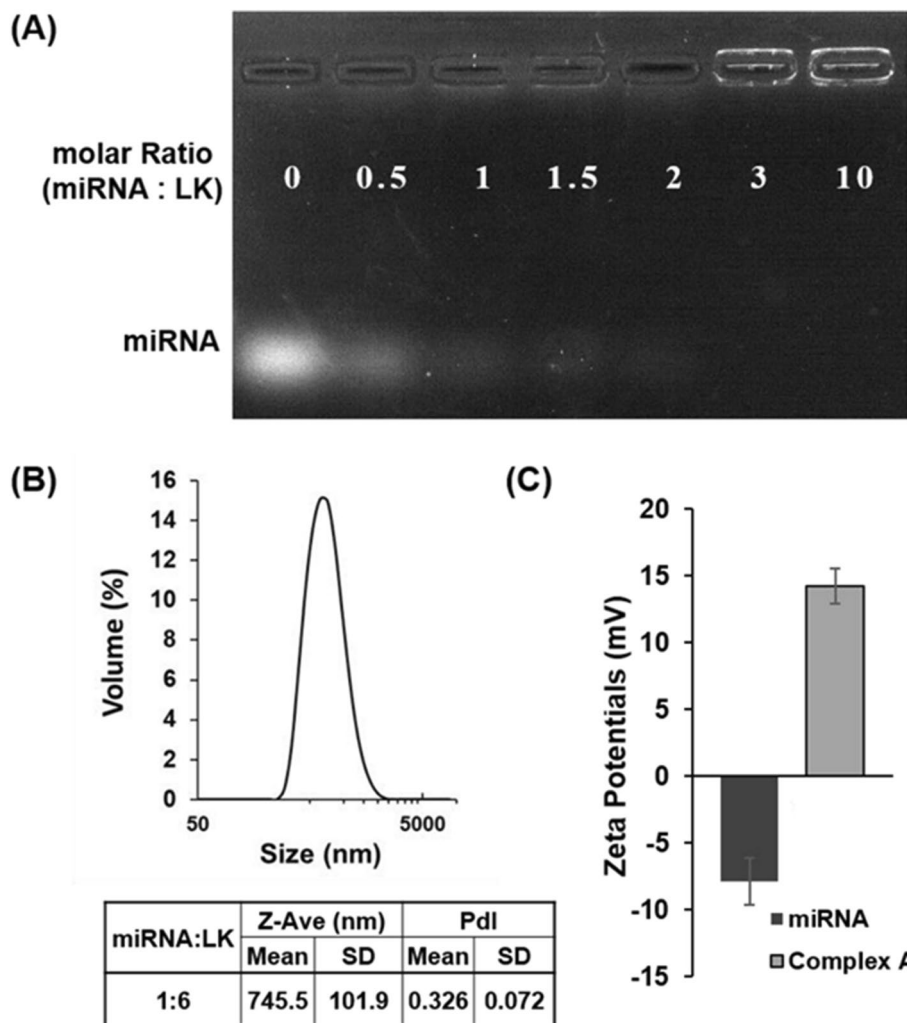 (A)
molar Ratio
(miRNA : LK)
0 0.5 1 1.5 2 3 10
miRNA
(B)
Volume (%)
16
14
12
10
8
6
4
2
0
50 5000
Size (nm)
miRNA:LK Z-Ave (nm) PdI
Mean SD Mean SD
1:6 745.5 101.9 0.326 0.072
(C)
Zeta Potentials (mV)
20
15
10
5
0
-5
-10
-15
miRNA
Complex A